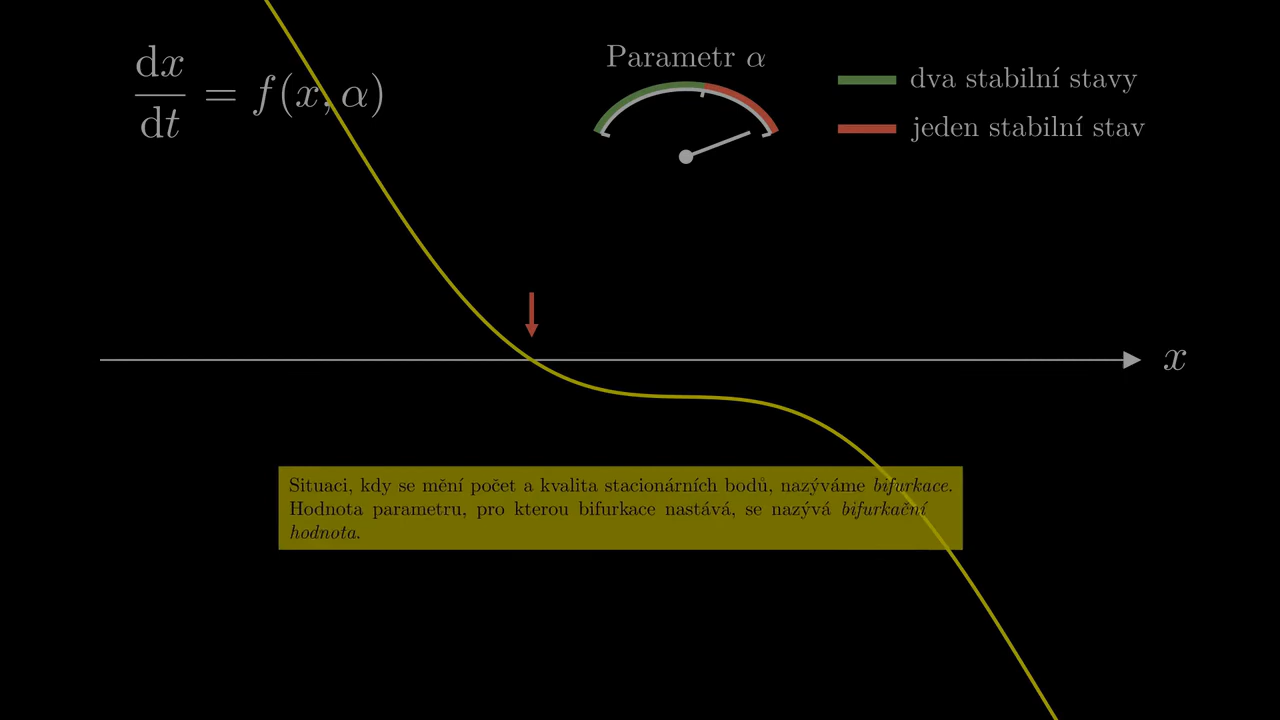 dx/dt = f(x, α)
Parametr α
dva stabilní stavy
jeden stabilní stav
x
Situaci, kdy se mění počet a kvalita stacionárních bodů, nazýváme bifurkace.
Hodnota parametru, pro kterou bifurkace nastává, se nazývá bifurkační
hodnota.